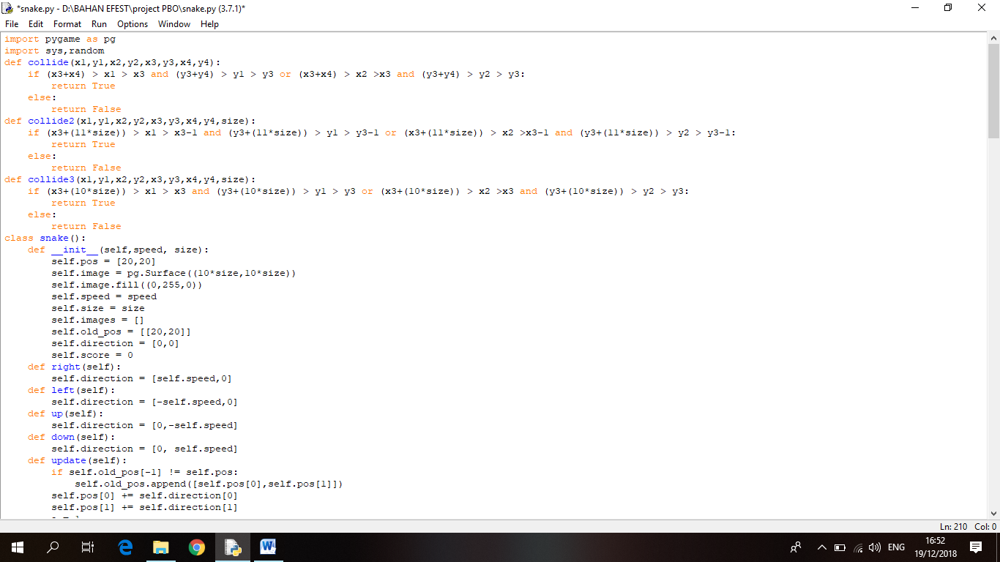 *snake.py - D:\BAHAN EFEST\project PBO\snake.py (3.7.1)*
File Edit Format Run Options Window Help
import pygame as pg
import sys,random
def collide(x1,y1,x2,y2,x3,y3,x4,y4):
    if (x3+x4) > x1 > x3 and (y3+y4) > y1 > y3 or (x3+x4) > x2 >x3 and (y3+y4) > y2 > y3:
        return True
    else:
        return False
def collide2(x1,y1,x2,y2,x3,y3,x4,y4,size):
    if (x3+(11*size)) > x1 > x3-1 and (y3+(11*size)) > y1 > y3-1 or (x3+(11*size)) > x2 >x3-1 and (y3+(11*size)) > y2 > y3-1:
        return True
    else:
        return False
def collide3(x1,y1,x2,y2,x3,y3,x4,y4,size):
    if (x3+(10*size)) > x1 > x3 and (y3+(10*size)) > y1 > y3 or (x3+(10*size)) > x2 >x3 and (y3+(10*size)) > y2 > y3:
        return True
    else:
        return False
class snake():
    def __init__(self,speed, size):
        self.pos = [20,20]
        self.image = pg.Surface((10*size,10*size))
        self.image.fill((0,255,0))
        self.speed = speed
        self.size = size
        self.images = []
        self.old_pos = [[20,20]]
        self.direction = [0,0]
        self.score = 0
    def right(self):
        self.direction = [self.speed,0]
    def left(self):
        self.direction = [-self.speed,0]
    def up(self):
        self.direction = [0,-self.speed]
    def down(self):
        self.direction = [0, self.speed]
    def update(self):
        if self.old_pos[-1] != self.pos:
            self.old_pos.append([self.pos[0],self.pos[1]])
        self.pos[0] += self.direction[0]
        self.pos[1] += self.direction[1]
Ln: 210 Col: 0
ENG
16:52
19/12/2018